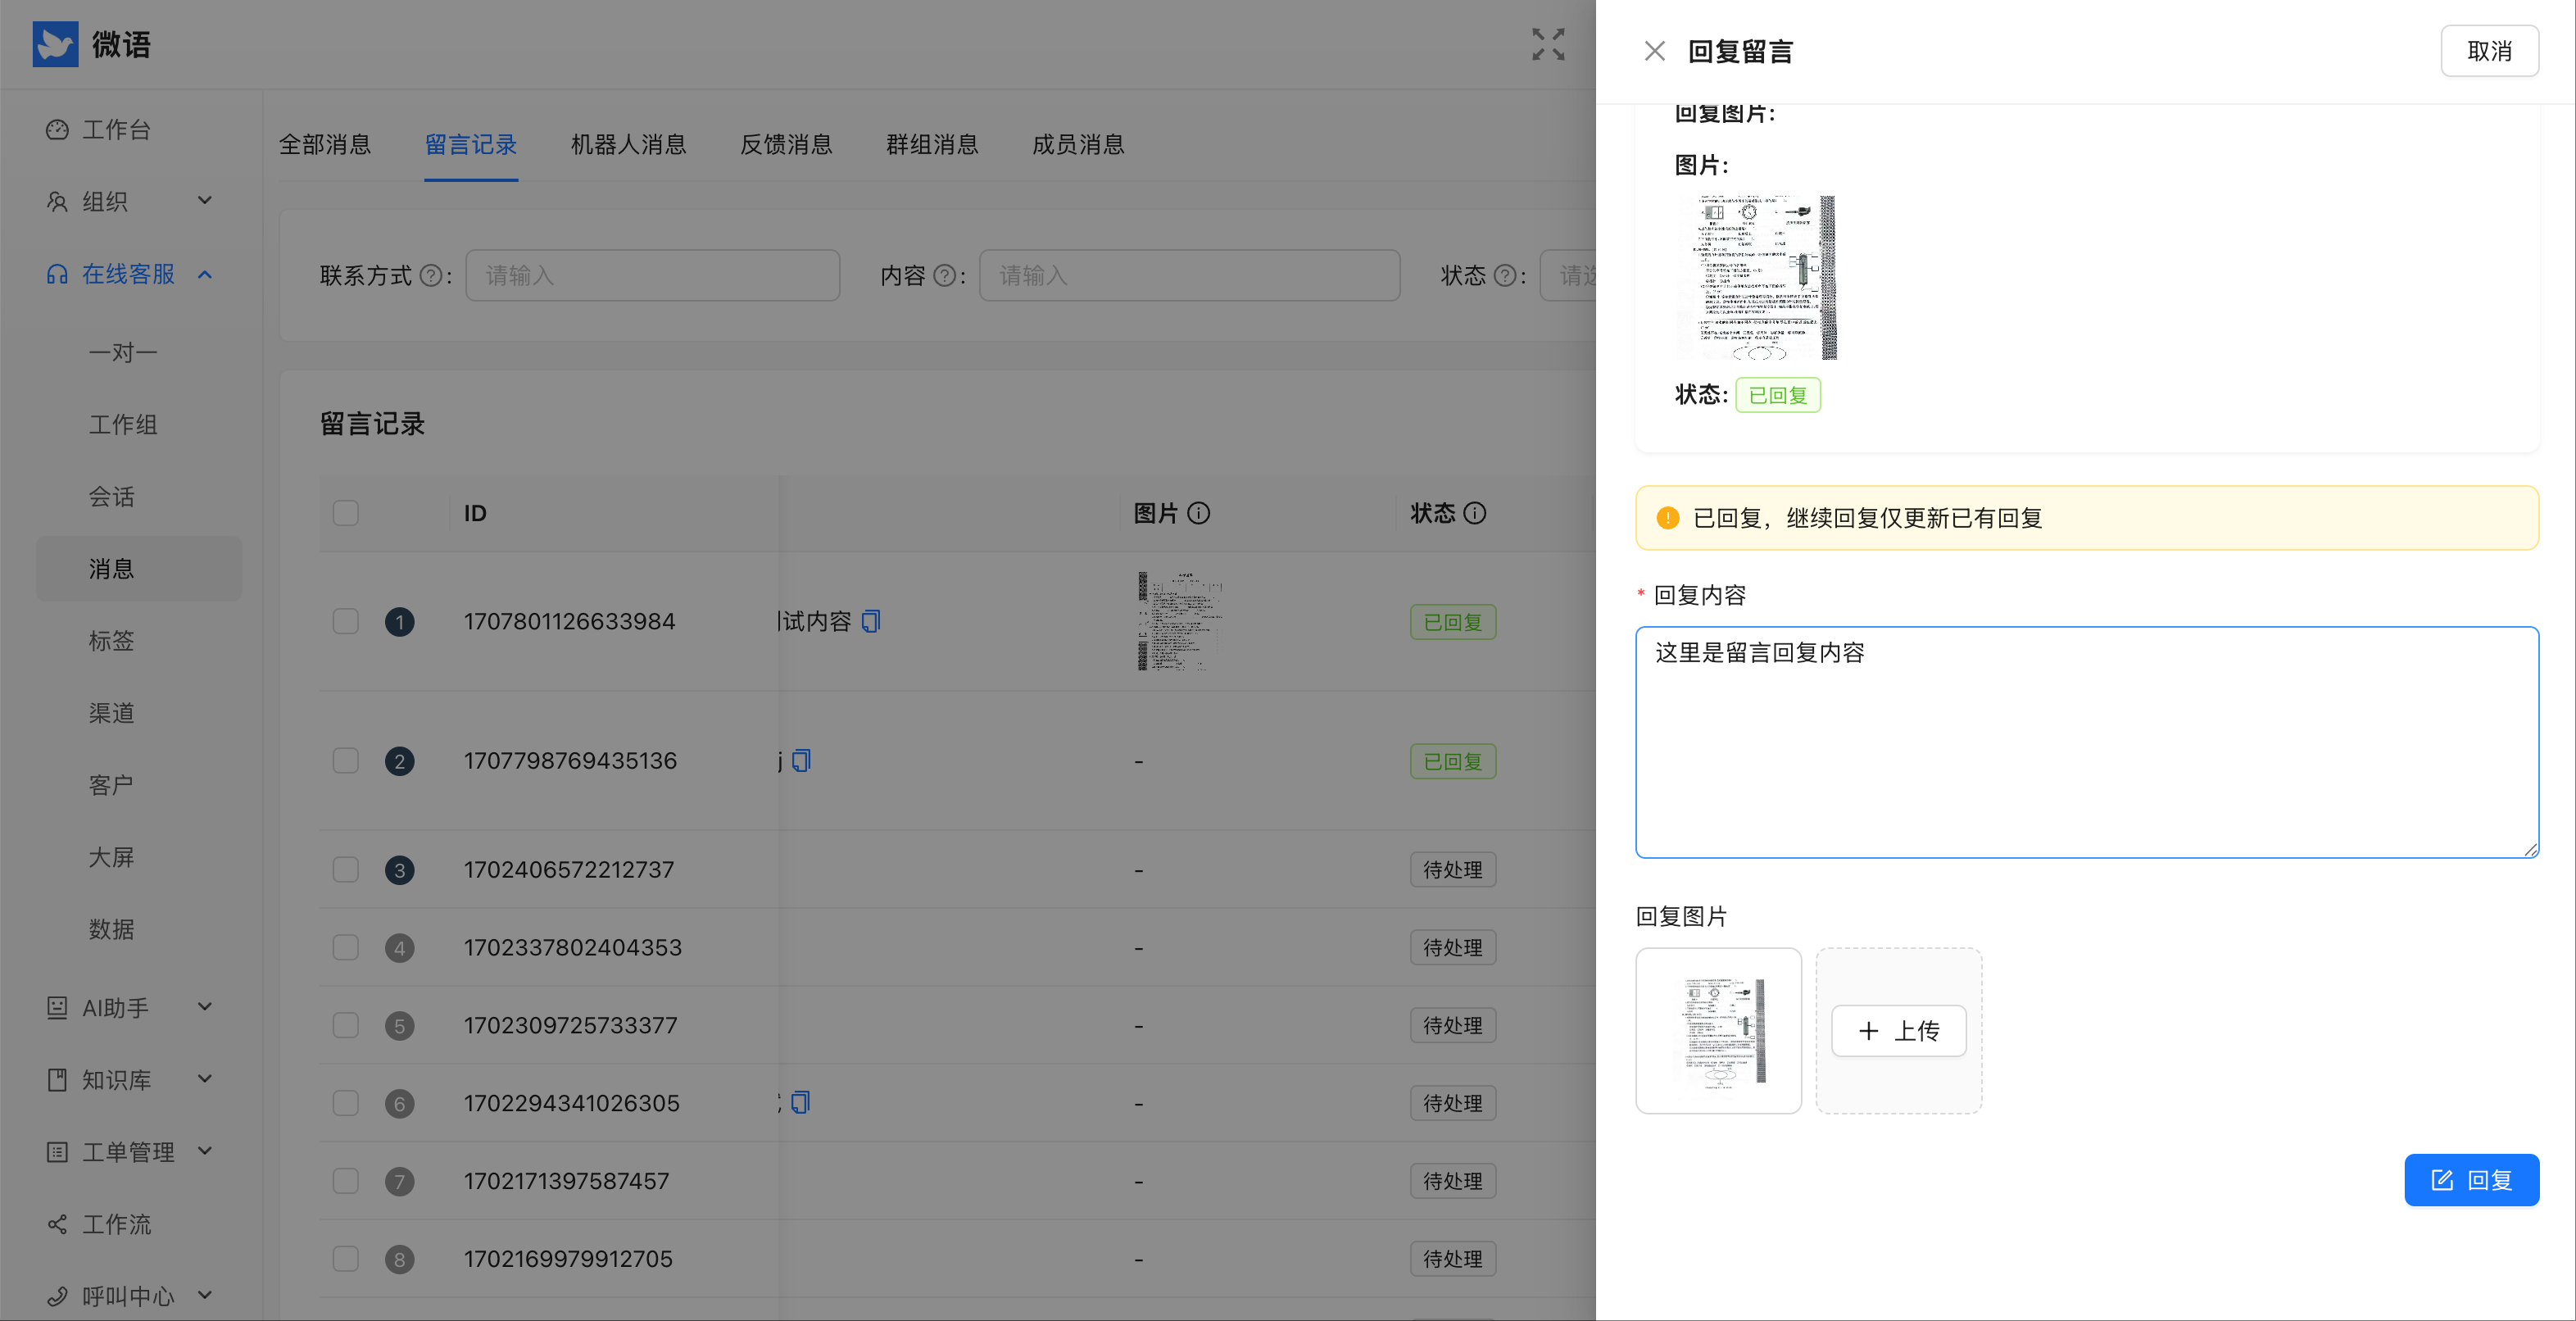 微语
工作台
组织
在线客服
一对一
工作组
会话
消息
标签
渠道
客户
大屏
数据
AI助手
知识库
工单管理
工作流
呼叫中心
全部消息 留言记录 机器人消息 反馈消息 群组消息 成员消息
联系方式 : 请输入 内容 : 请输入 状态 : 请
留言记录
ID 图片 状态
1 1707801126633984 试内容 已回复
2 1707798769435136 j - 已回复
3 1702406572212737 - 待处理
4 1702337802404353 - 待处理
5 1702309725733377 - 待处理
6 1702294341026305 - 待处理
7 1702171397587457 - 待处理
8 1702169979912705 - 待处理
回复留言 取消
回复图片:
图片:
状态: 已回复
已回复，继续回复仅更新已有回复
* 回复内容
这里是留言回复内容
回复图片
+ 上传
回复